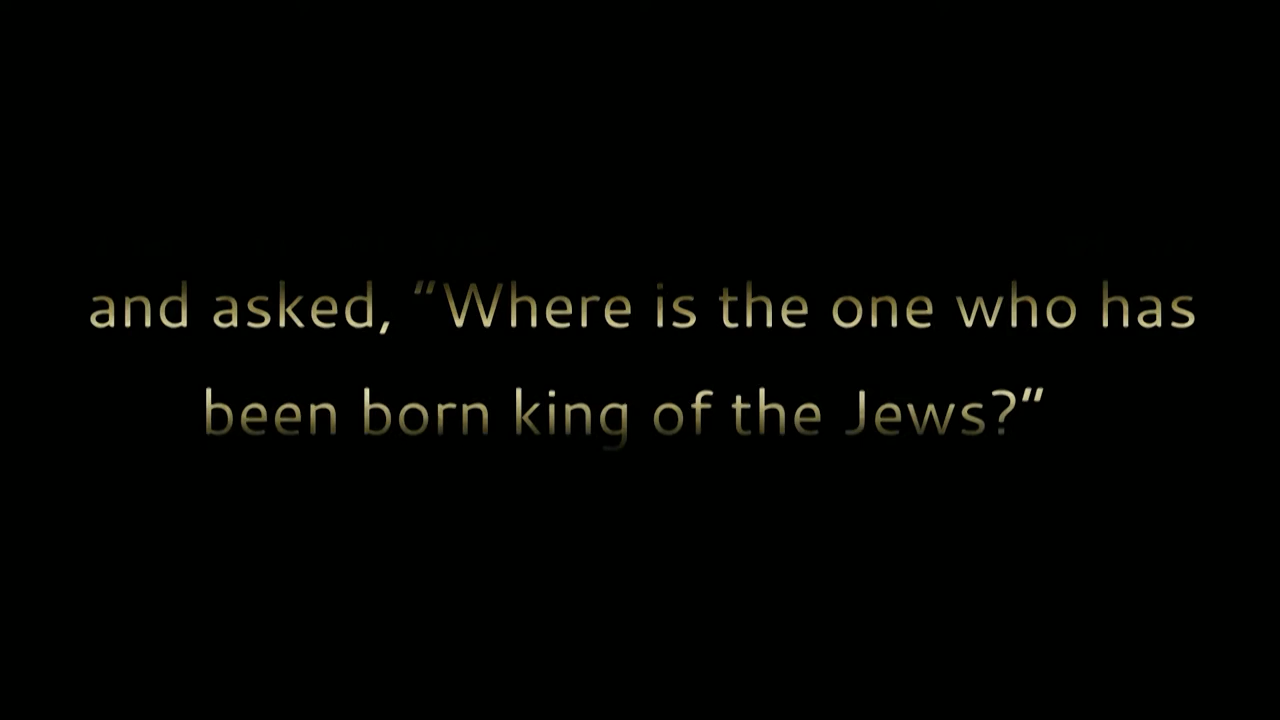 and asked, “Where is the one who has
been born king of the Jews?”